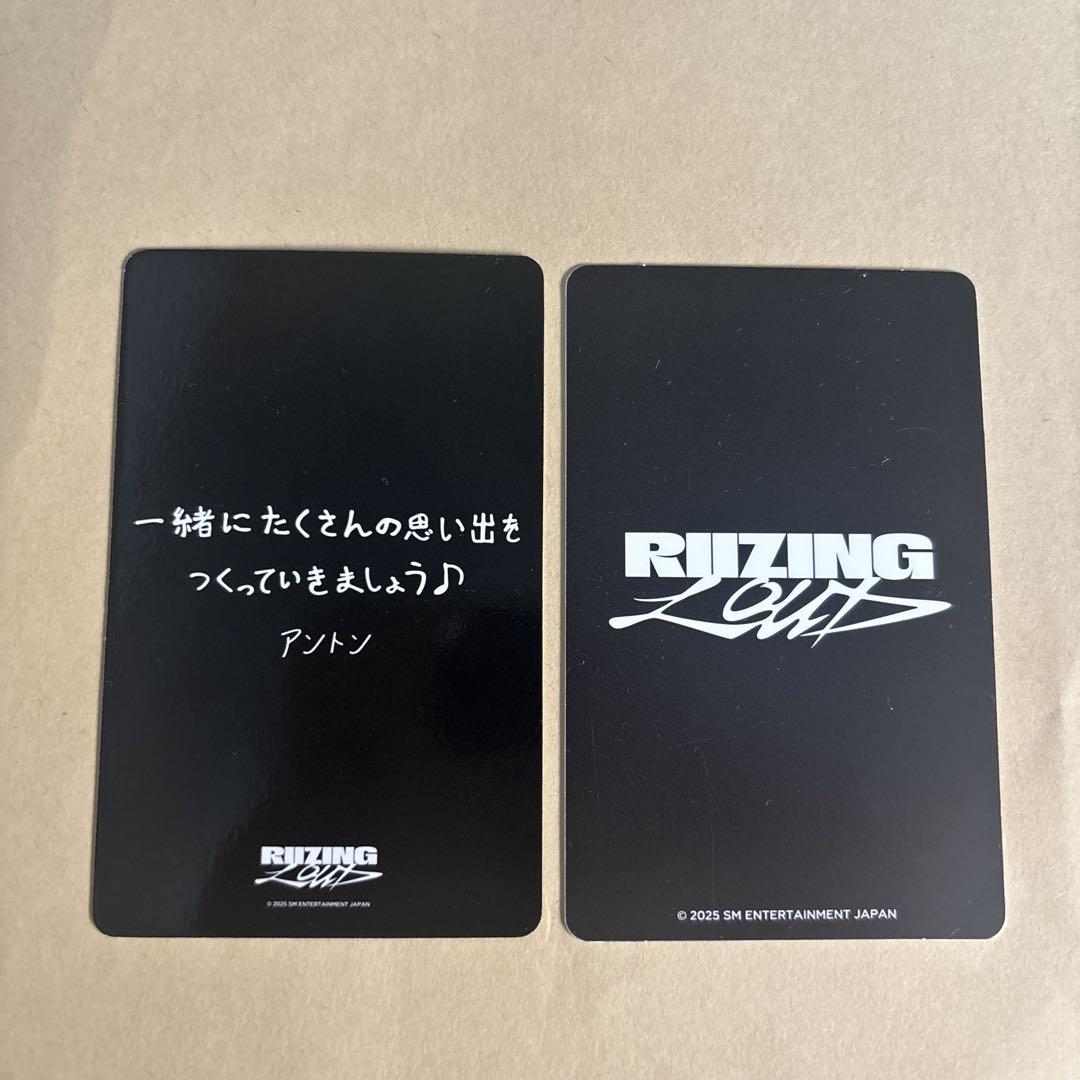 一緒にたくさんの思い出を
つくっていきましょう♪
アントン
RIIZING
LOUD
© 2025 SM ENTERTAINMENT JAPAN
RIIZING
LOUD
© 2025 SM ENTERTAINMENT JAPAN